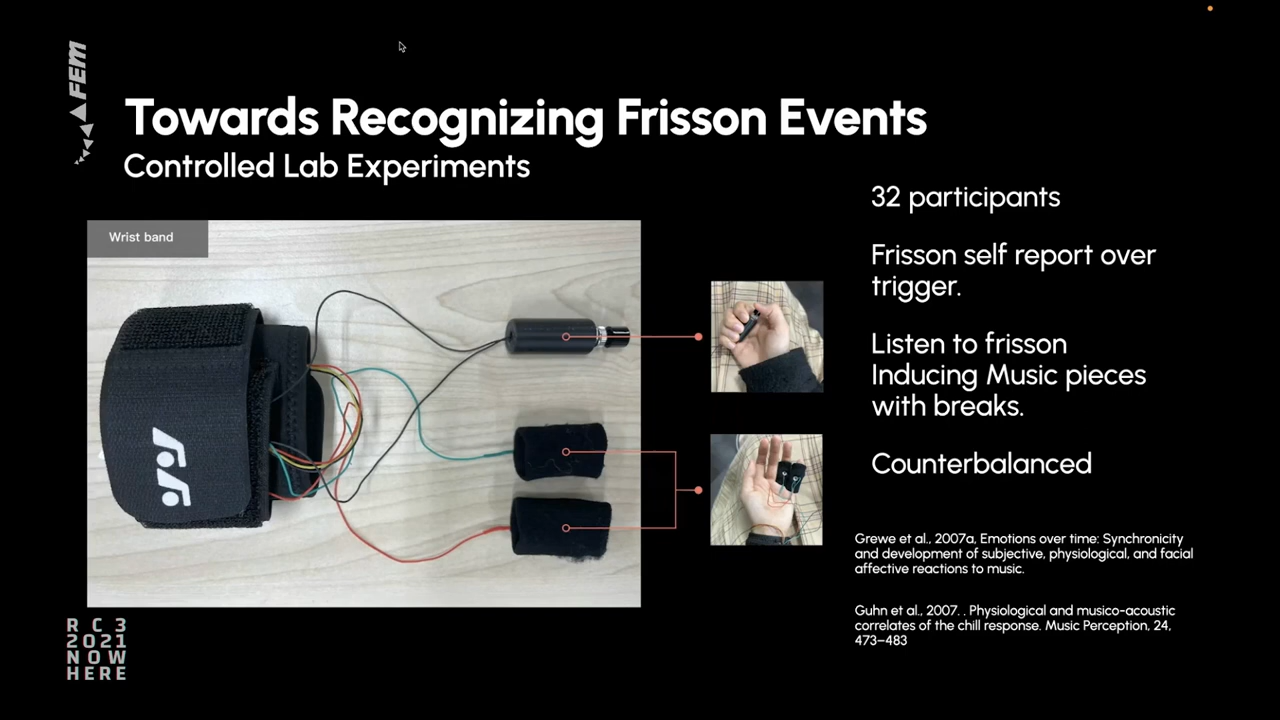 FEM
Towards Recognizing Frisson Events
Controlled Lab Experiments
Wrist band
32 participants
Frisson self report over
trigger.
Listen to frisson
Inducing Music pieces
with breaks.
Counterbalanced
Grewe et al., 2007a, Emotions over time: Synchronicity
and development of subjective, physiological, and facial
affective reactions to music.
Guhn et al., 2007. . Physiological and musico-acoustic
correlates of the chill response. Music Perception, 24,
473–483
R C 3
2021
NOW
HERE